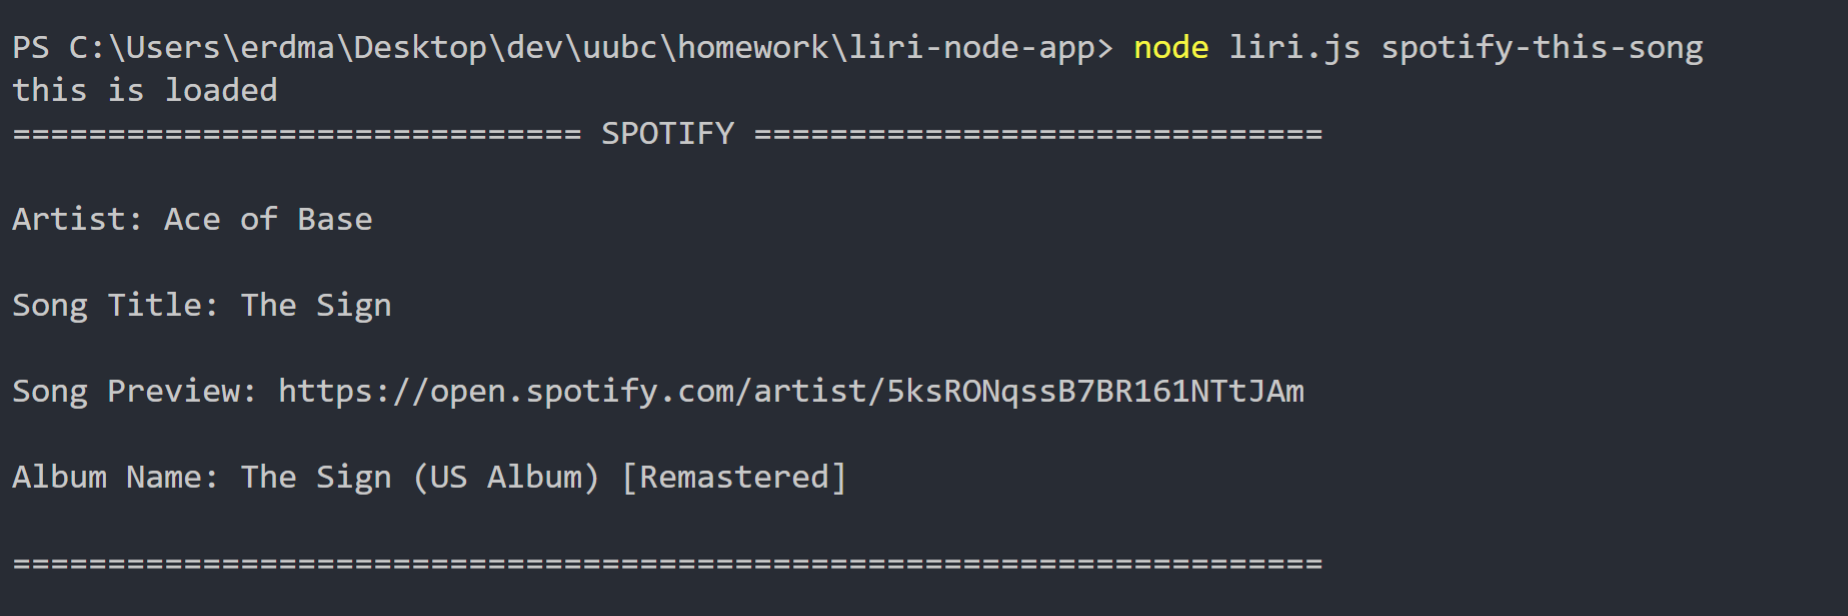 PS C:\Users\erdma\Desktop\dev\uubc\homework\liri-node-app> node liri.js spotify-this-song
this is loaded
============================== SPOTIFY ==============================
Artist: Ace of Base
Song Title: The Sign
Song Preview: https://open.spotify.com/artist/5ksRONqssB7BR161NTtJAm
Album Name: The Sign (US Album) [Remastered]
=====================================================================